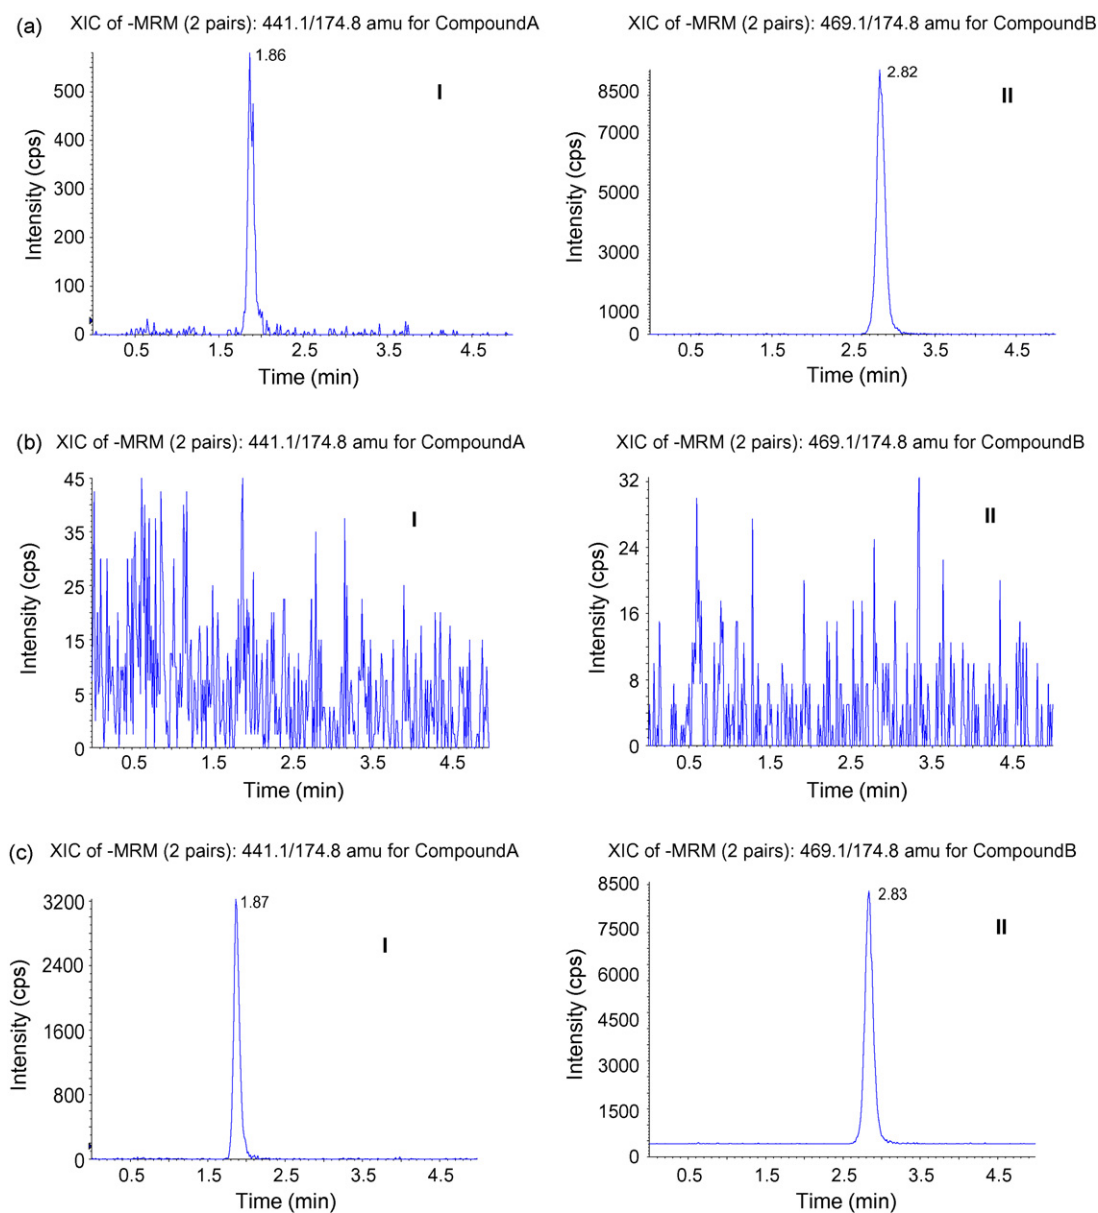 (a) XIC of -MRM (2 pairs): 441.1/174.8 amu for CompoundA
1.86
I
500
400
300
200
100
0
Intensity (cps)
0.5 1.5 2.5 3.5 4.5
Time (min)
XIC of -MRM (2 pairs): 469.1/174.8 amu for CompoundB
2.82
II
8500
7000
5000
3000
1000
0
Intensity (cps)
0.5 1.5 2.5 3.5 4.5
Time (min)
(b) XIC of -MRM (2 pairs): 441.1/174.8 amu for CompoundA
I
45
35
25
15
5
0
Intensity (cps)
0.5 1.5 2.5 3.5 4.5
Time (min)
XIC of -MRM (2 pairs): 469.1/174.8 amu for CompoundB
II
32
24
16
8
0
Intensity (cps)
0.5 1.5 2.5 3.5 4.5
Time (min)
(c) XIC of -MRM (2 pairs): 441.1/174.8 amu for CompoundA
1.87
I
3200
2400
1600
800
0
Intensity (cps)
0.5 1.5 2.5 3.5 4.5
Time (min)
XIC of -MRM (2 pairs): 469.1/174.8 amu for CompoundB
2.83
II
8500
7500
6000
4500
3000
1500
0
Intensity (cps)
0.5 1.5 2.5 3.5 4.5
Time (min)